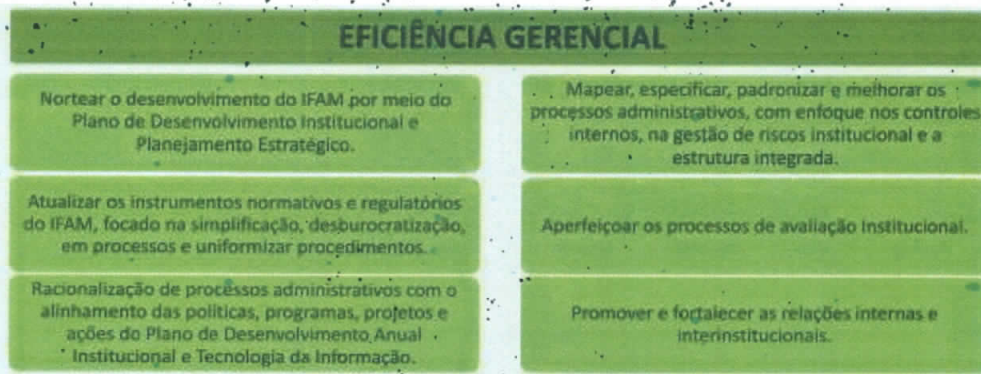 EFICIÊNCIA GERENCIAL
Nortear o desenvolvimento do IFAM por meio do
Plano de Desenvolvimento Institucional e
Planejamento Estratégico.
Mapear, especificar, padronizar e melhorar os
processos administrativos, com enfoque nos controles
internos, na gestão de riscos institucional e a
estrutura integrada.
Atualizar os instrumentos normativos e regulatórios
do IFAM, focado na simplificação, desburocratização,
em processos e uniformizar procedimentos.
Aperfeiçoar os processos de avaliação Institucional.
Racionalização de processos administrativos com o
alinhamento das políticas, programas, projetos e
ações do Plano de Desenvolvimento Anual
Institucional e Tecnologia da Informação.
Promover e fortalecer as relações internas e
interinstitucionais.